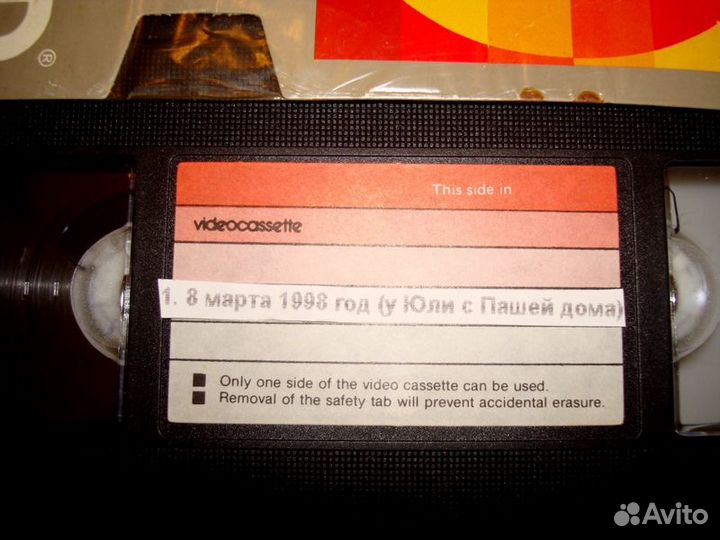 ®
This side in
videocassette
1. 8 марта 1998 год (у Юли с Пашей дома)
■ Only one side of the video cassette can be used.
■ Removal of the safety tab will prevent accidental erasure.
Avito